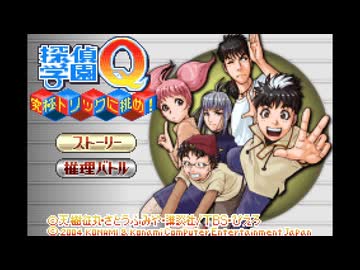 探偵学園Q
究極トリックに挑め!
ストーリー
推理バトル
©天樹征丸・さとうふみや・講談社/TBS・ぴえろ
©2004 KONAMI & Konami Computer Entertainment Japan